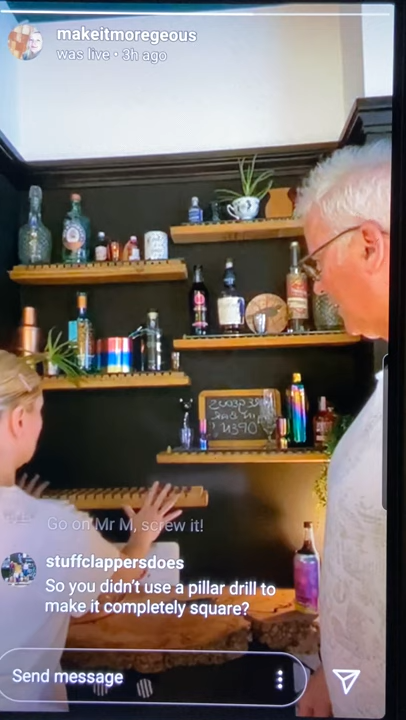 makeitmoregeous
was live • 3h ago
OPEN!
Go on Mr M, screw it!
stuffclappersdoes
So you didn't use a pillar drill to
make it completely square?
Send message